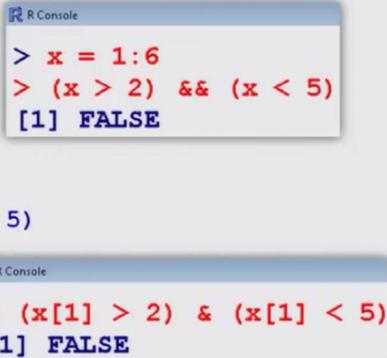 R Console
> x = 1:6
> (x > 2) && (x < 5)
[1] FALSE
5)
R Console
(x[1] > 2) & (x[1] < 5)
1] FALSE